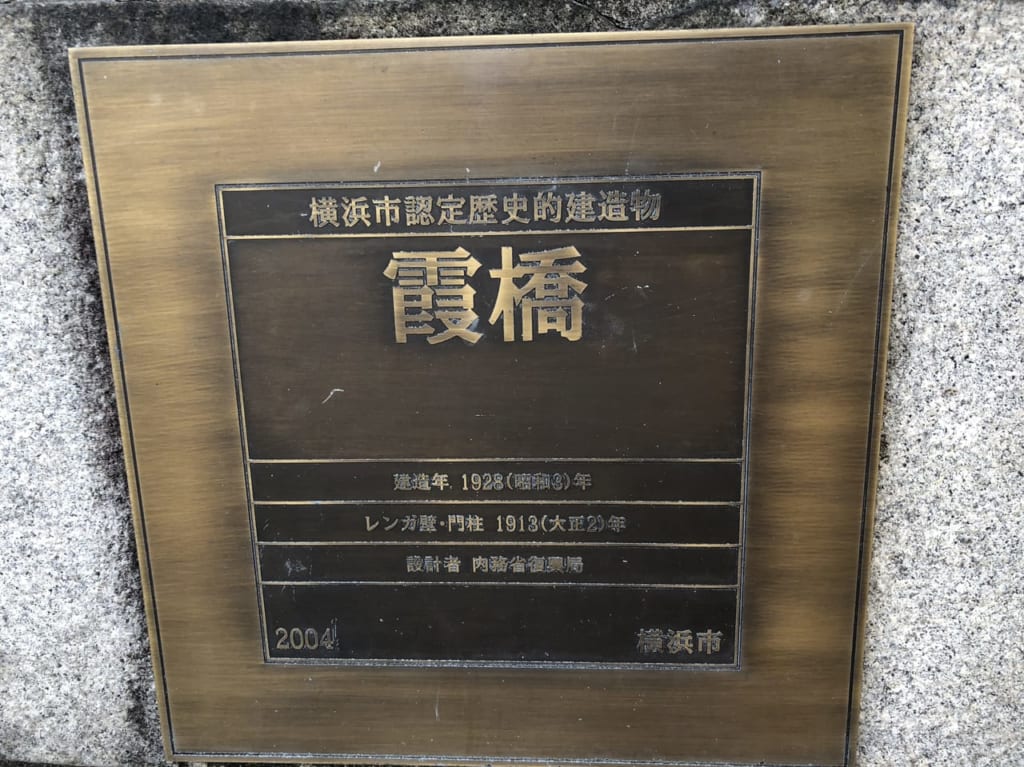 横浜市認定歴史的建造物
霞橋
建造年 1928(昭和3)年
レンガ壁・門柱 1913(大正2)年
設計者 内務省復興局
2004
横浜市